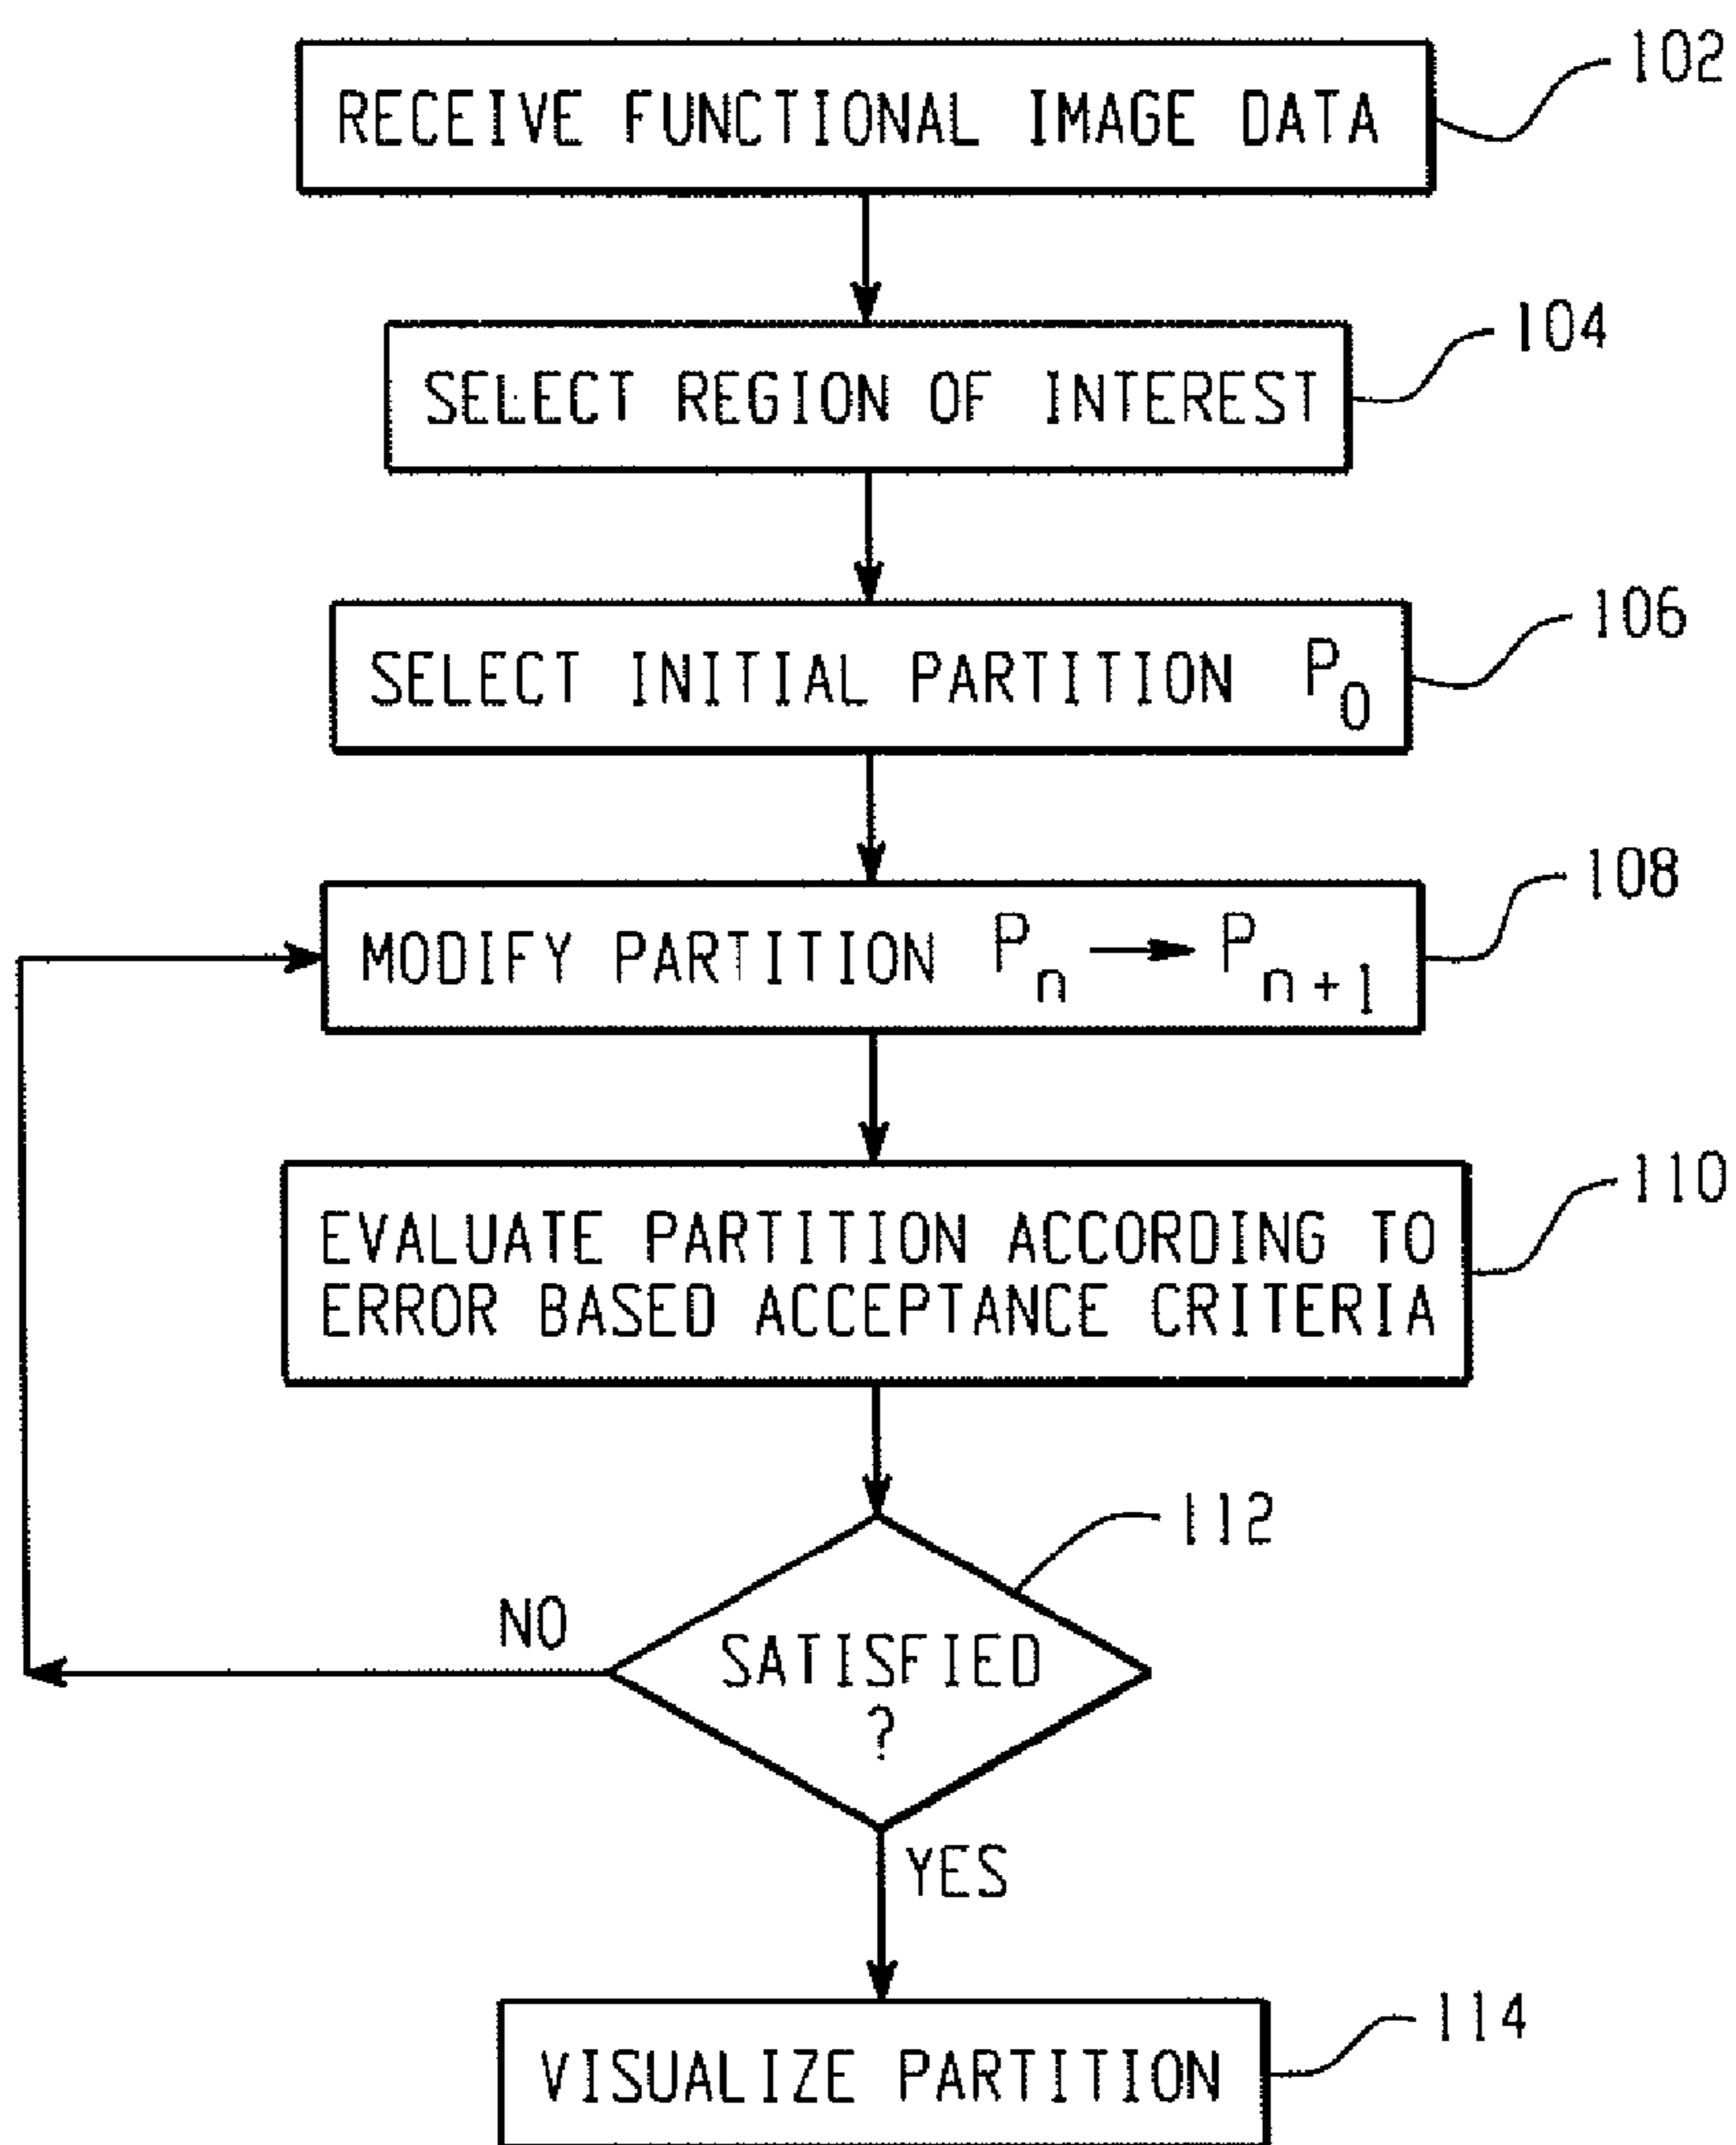 102
RECEIVE FUNCTIONAL IMAGE DATA
104
SELECT REGION OF INTEREST
106
SELECT INITIAL PARTITION P0
108
MODIFY PARTITION Pn → Pn+1
110
EVALUATE PARTITION ACCORDING TO
ERROR BASED ACCEPTANCE CRITERIA
112
NO
SATISFIED
?
YES
114
VISUALIZE PARTITION